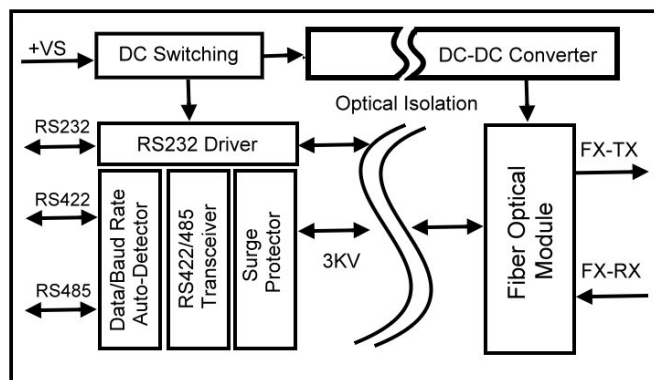 +VS
DC Switching
DC-DC Converter
Optical Isolation
RS232
RS232 Driver
FX-TX
RS422
Data/Baud Rate
Auto-Detector
RS422/485
Transceiver
Surge
Protector
3KV
Fiber Optical
Module
FX-RX
RS485